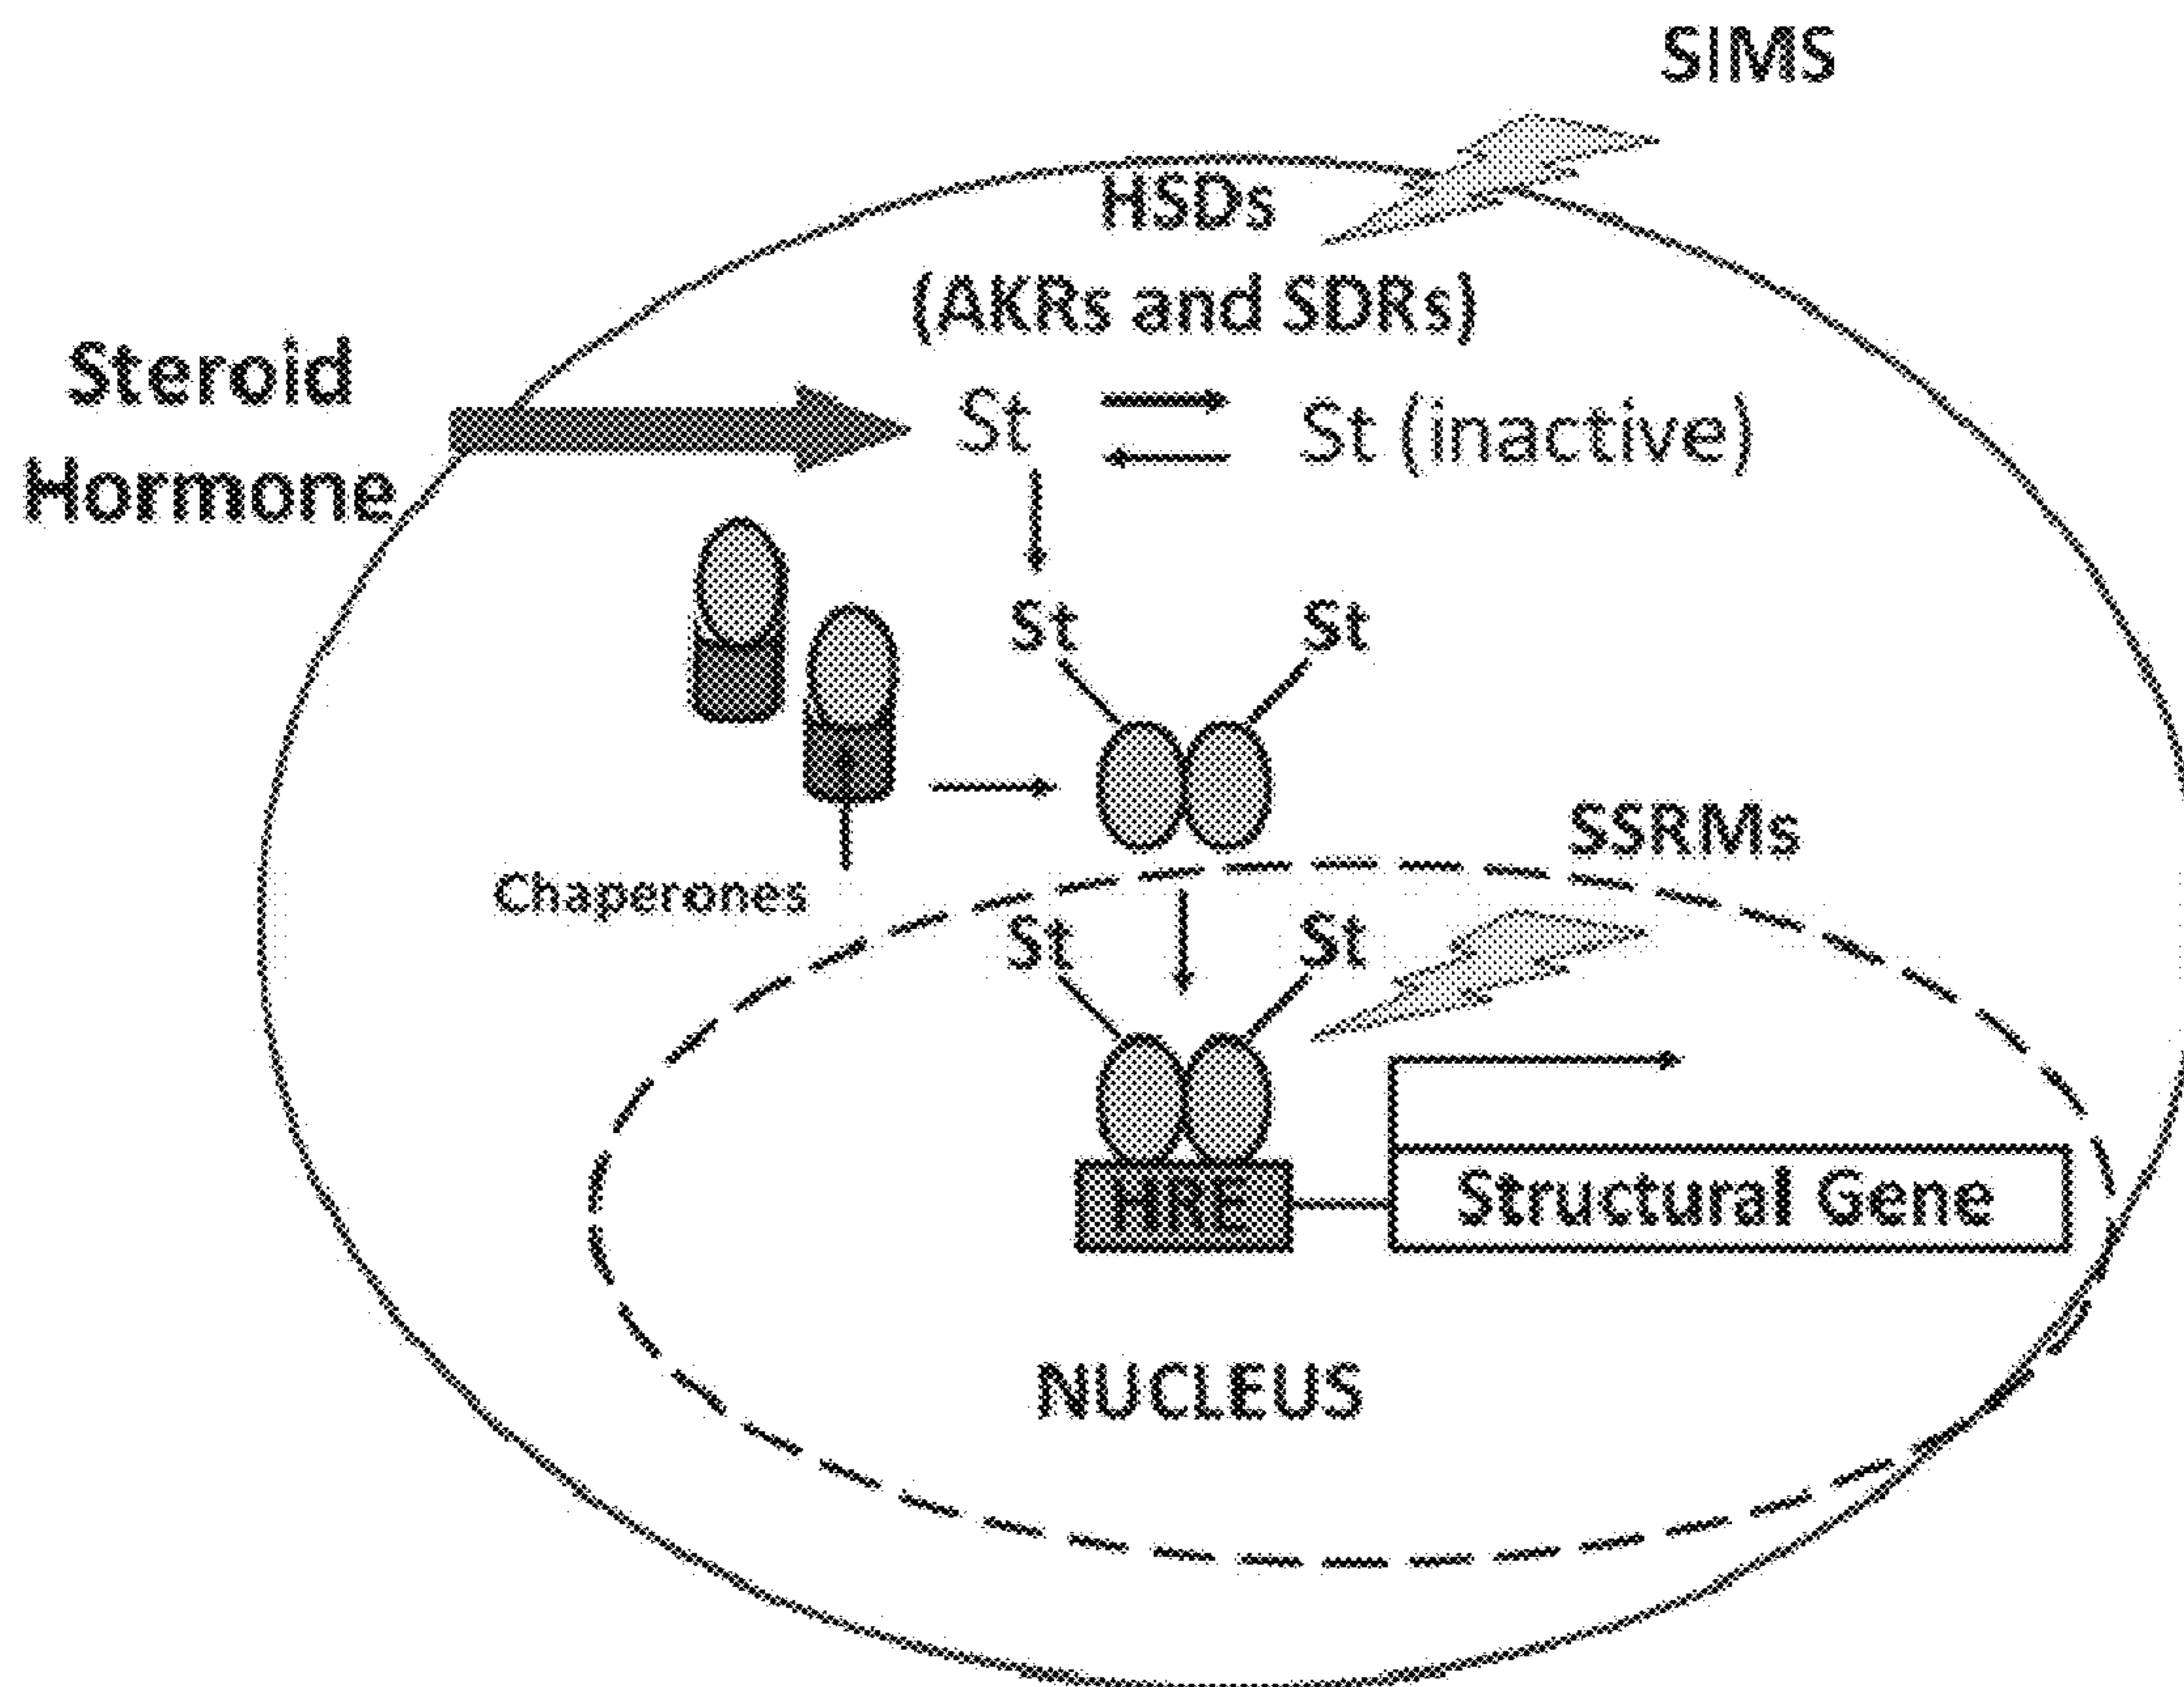 SIMS
HSDs
(AKRs and SDRs)
Steroid
Hormone
St
St (inactive)
St
St
SSRMs
Chaperones
St
St
HRE
Structural Gene
NUCLEUS